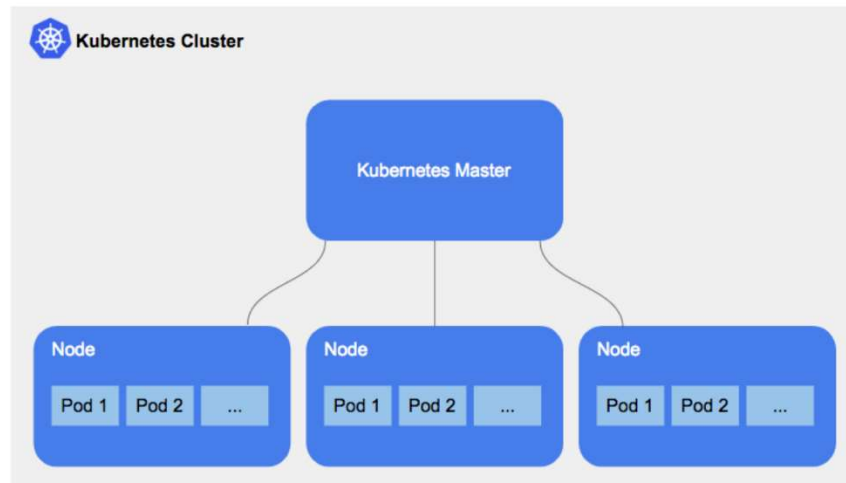 Kubernetes Cluster
Kubernetes Master
Node
Pod 1
Pod 2
...
Node
Pod 1
Pod 2
...
Node
Pod 1
Pod 2
...